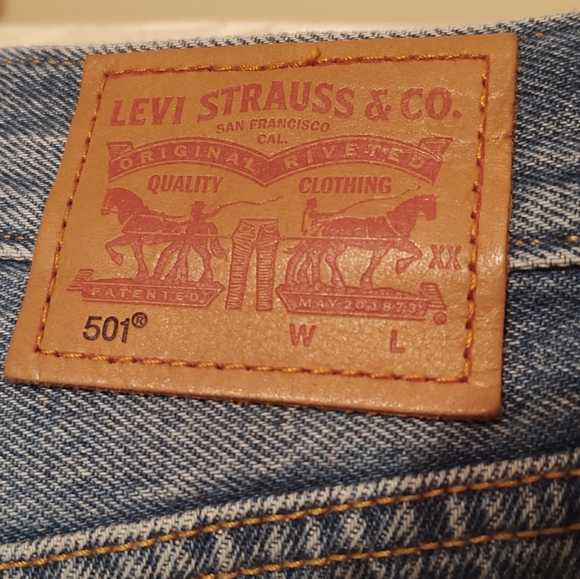 LEVI STRAUSS & CO.
SAN FRANCISCO
CAL.
ORIGINAL RIVETED
QUALITY CLOTHING
XX
PATENTED MAY 20 1873
501®
W L